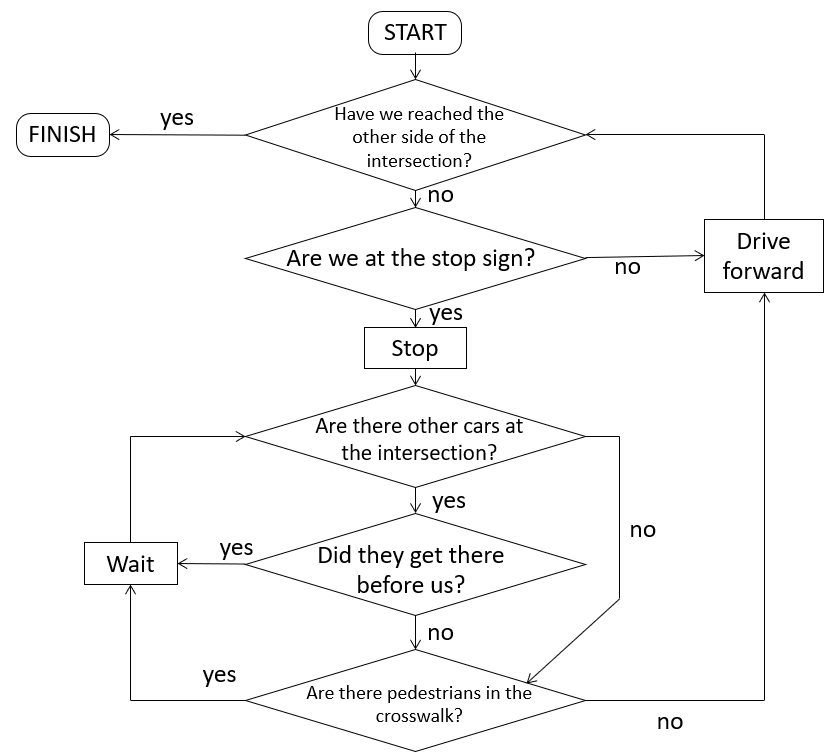 START
Have we reached the
other side of the
intersection?
yes
FINISH
no
Are we at the stop sign?
no
Drive
forward
yes
Stop
Are there other cars at
the intersection?
yes
no
Did they get there
before us?
yes
Wait
no
Are there pedestrians in the
crosswalk?
yes
no